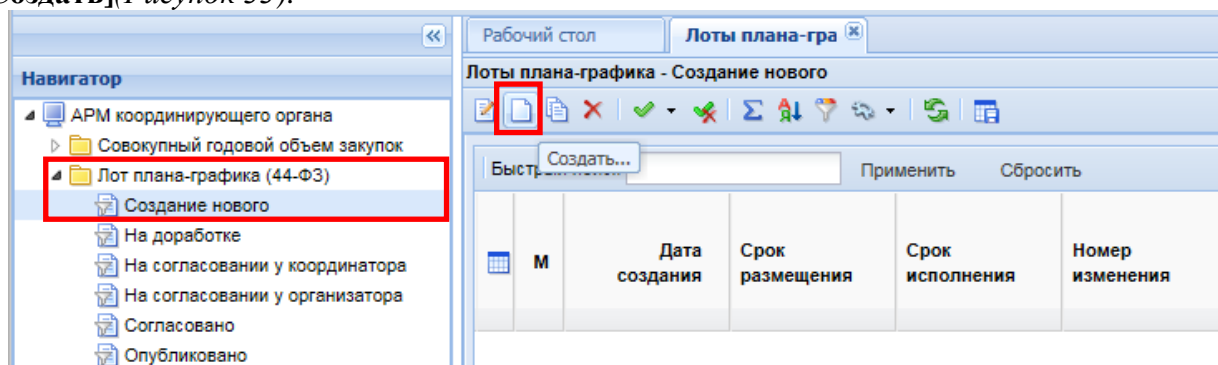 Создать](Рисунок 35).
Рабочий стол
Лоты плана-гра
Навигатор
Лоты плана-графика - Создание нового
АРМ координирующего органа
Совокупный годовой объем закупок
Лот плана-графика (44-ФЗ)
Создание нового
На доработке
На согласовании у координатора
На согласовании у организатора
Согласовано
Опубликовано
Создать...
Применить
Сбросить
М
Дата
создания
Срок
размещения
Срок
исполнения
Номер
изменения